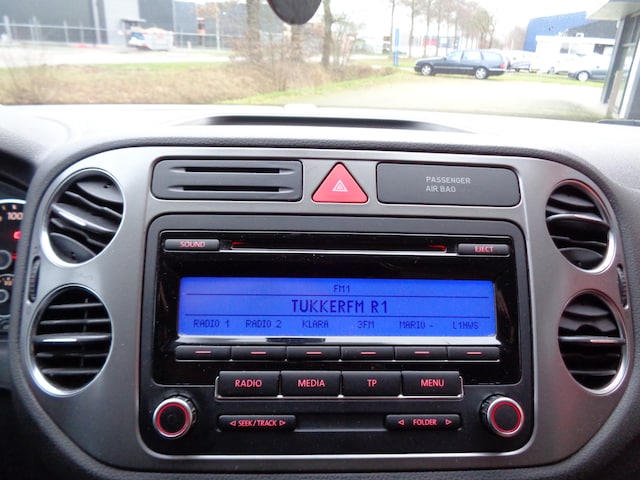 PASSENGER
AIR BAG
SOUND
EJECT
FM1
TUKKERFM R1
RADIO 1 RADIO 2 KLARA 3FM MARIO - L1NWS
RADIO MEDIA TP MENU
SEEK/TRACK FOLDER
100